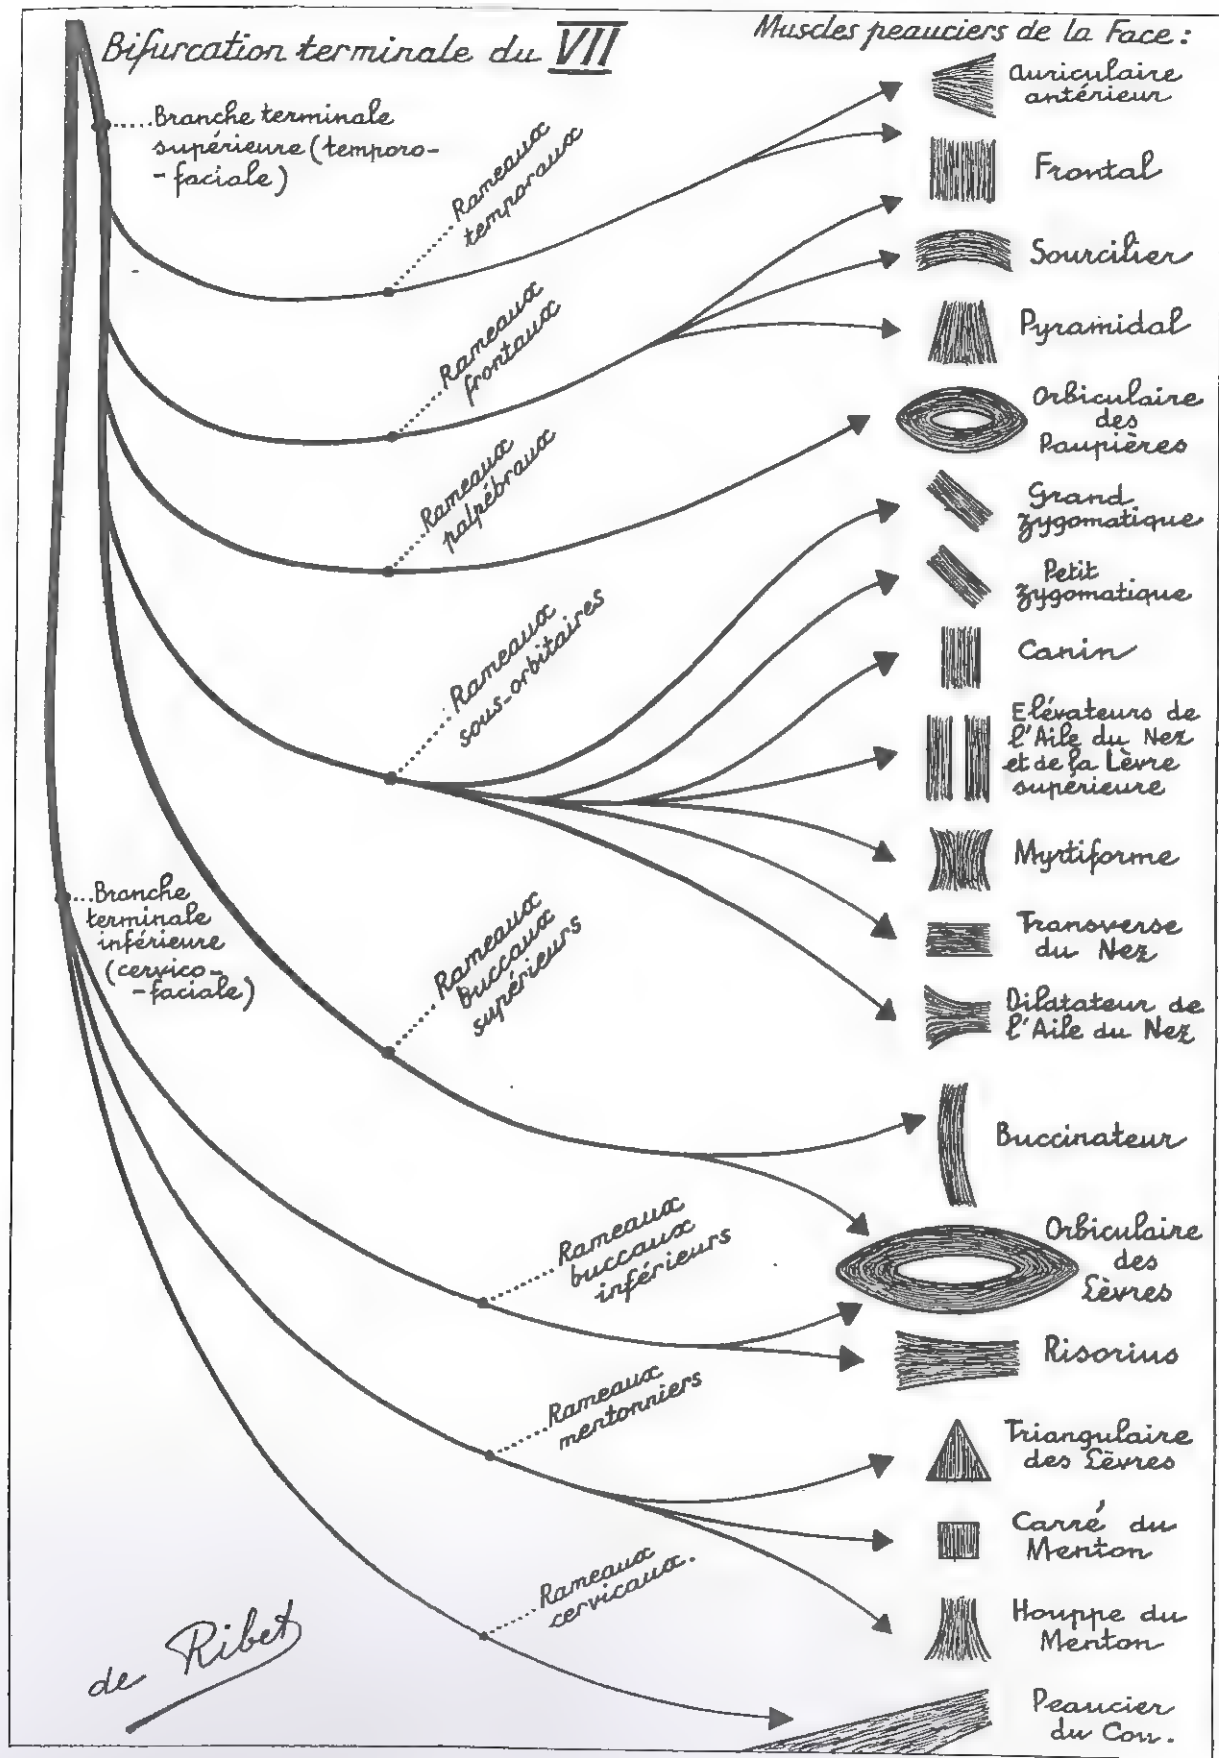 Bifurcation terminale du VII
Muscles peauciers de la Face :
Branche terminale
supérieure (temporo-
-faciale)
Rameaux
temporaux
Rameaux
frontaux
Rameaux
palpébraux
Rameaux
sous-orbitaires
Rameaux
buccaux
supérieurs
Branche
terminale
inférieure
(cervico-
-faciale)
Rameaux
buccaux
inférieurs
Rameaux
mentonniers
Rameaux
cervicaux.
Auriculaire
antérieur
Frontal
Sourcilier
Pyramidal
Orbiculaire
des
Paupières
Grand
zygomatique
Petit
zygomatique
Canin
Elévateurs de
l'Aile du Nez
et de la Lèvre
supérieure
Myrtiforme
Transverse
du Nez
Dilatateur de
l'Aile du Nez
Buccinateur
Orbiculaire
des
Lèvres
Risorius
Triangulaire
des Lèvres
Carré du
Menton
Houppe du
Menton
Peaucier
du Cou.
de Ribet